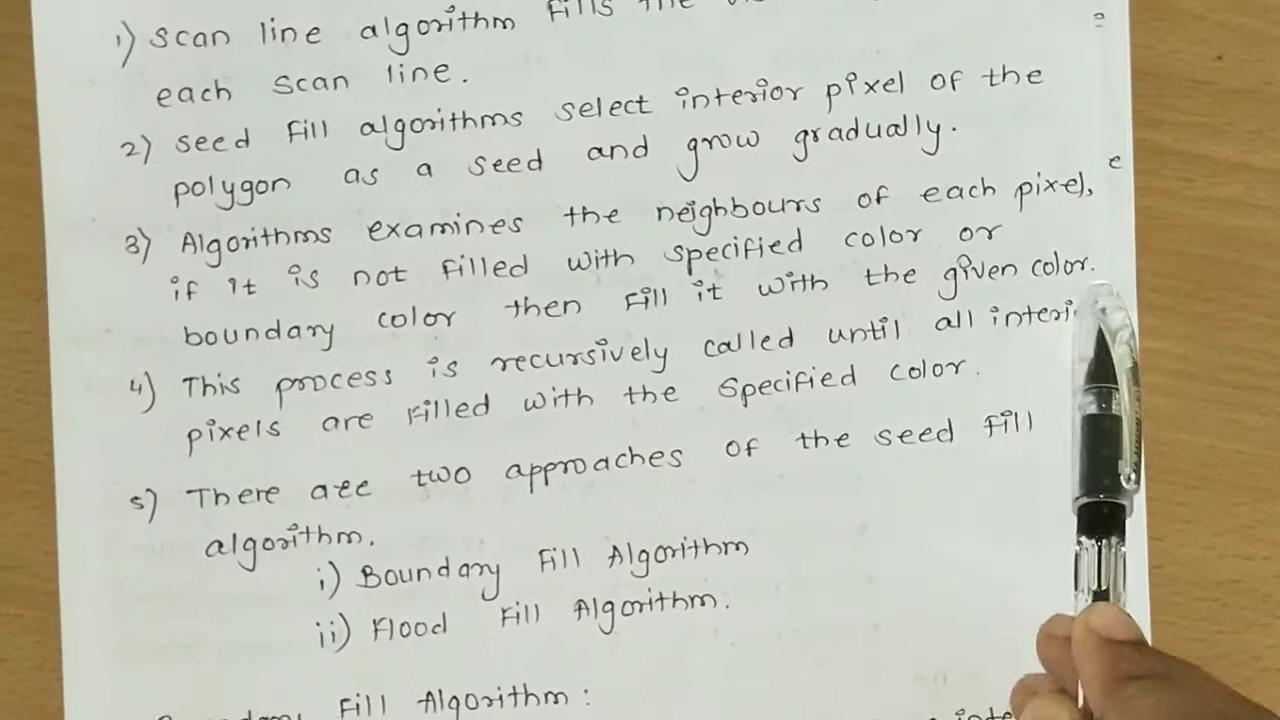 1) Scan line algorithm fills the
each scan line.
2) Seed Fill algorithms select interior pixel of the
polygon as a seed and grow gradually.
3) Algorithms examines the neighbours of each pixel,
if it is not filled with specified color or
boundary color then fill it with the given color.
4) This process is recursively called until all interi
pixels are filled with the specified color.
5) There are two approaches of the seed fill
algorithm.
i) Boundary Fill Algorithm
ii) Flood Fill Algorithm.
Fill Algorithm :